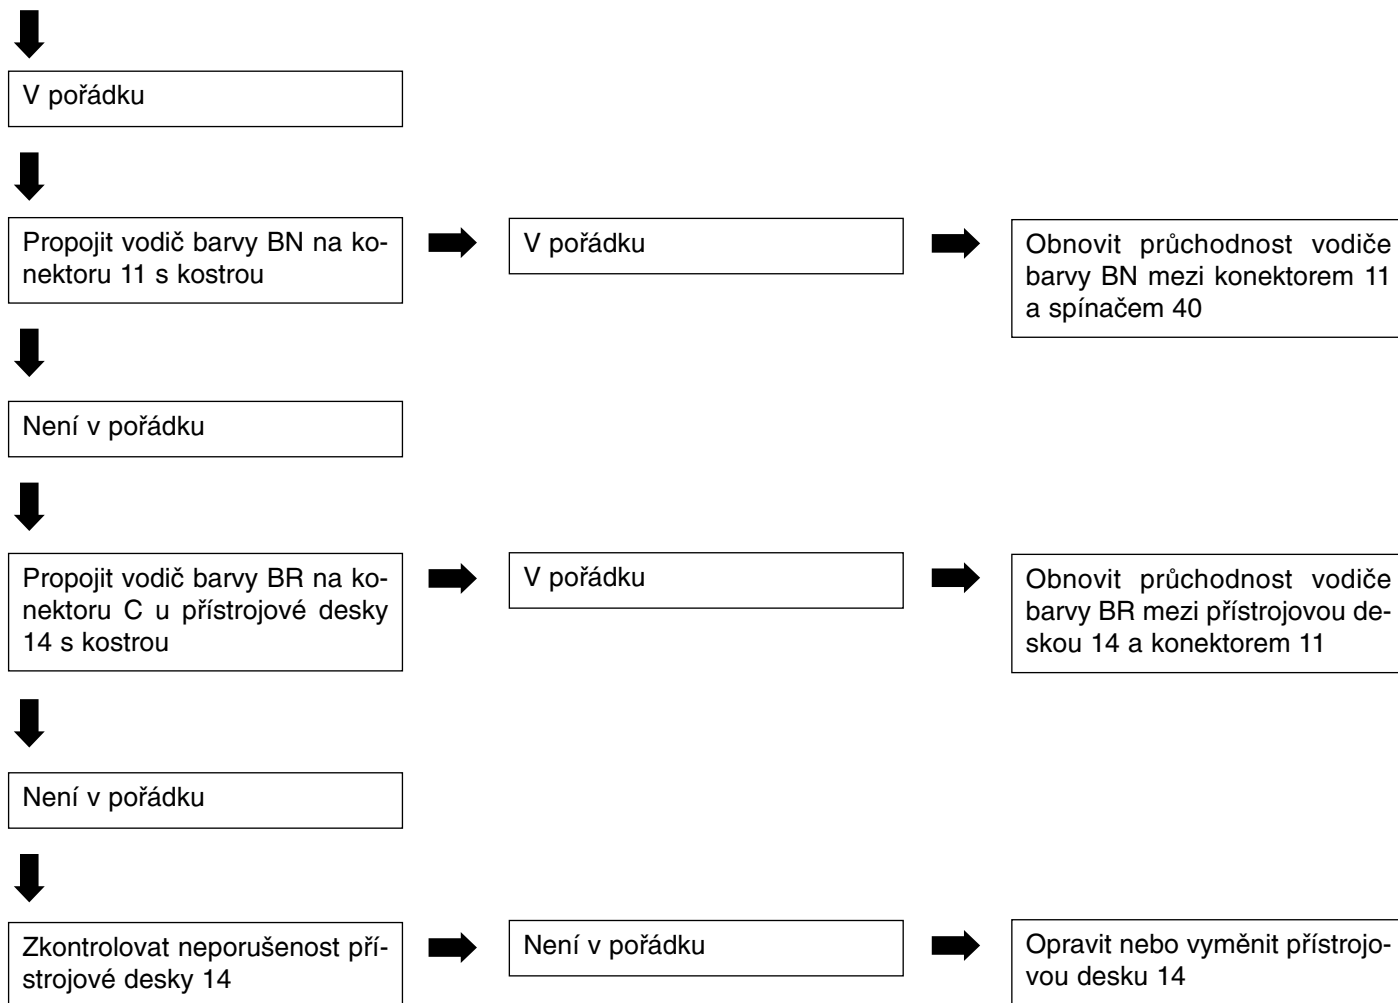 V pořádku
Propojit vodič barvy BN na ko-
nektoru 11 s kostrou
V pořádku
Obnovit průchodnost vodiče
barvy BN mezi konektorem 11
a spínačem 40
Není v pořádku
Propojit vodič barvy BR na ko-
nektoru C u přístrojové desky
14 s kostrou
V pořádku
Obnovit průchodnost vodiče
barvy BR mezi přístrojovou de-
skou 14 a konektorem 11
Není v pořádku
Zkontrolovat neporušenost pří-
strojové desky 14
Není v pořádku
Opravit nebo vyměnit přístrojo-
vou desku 14